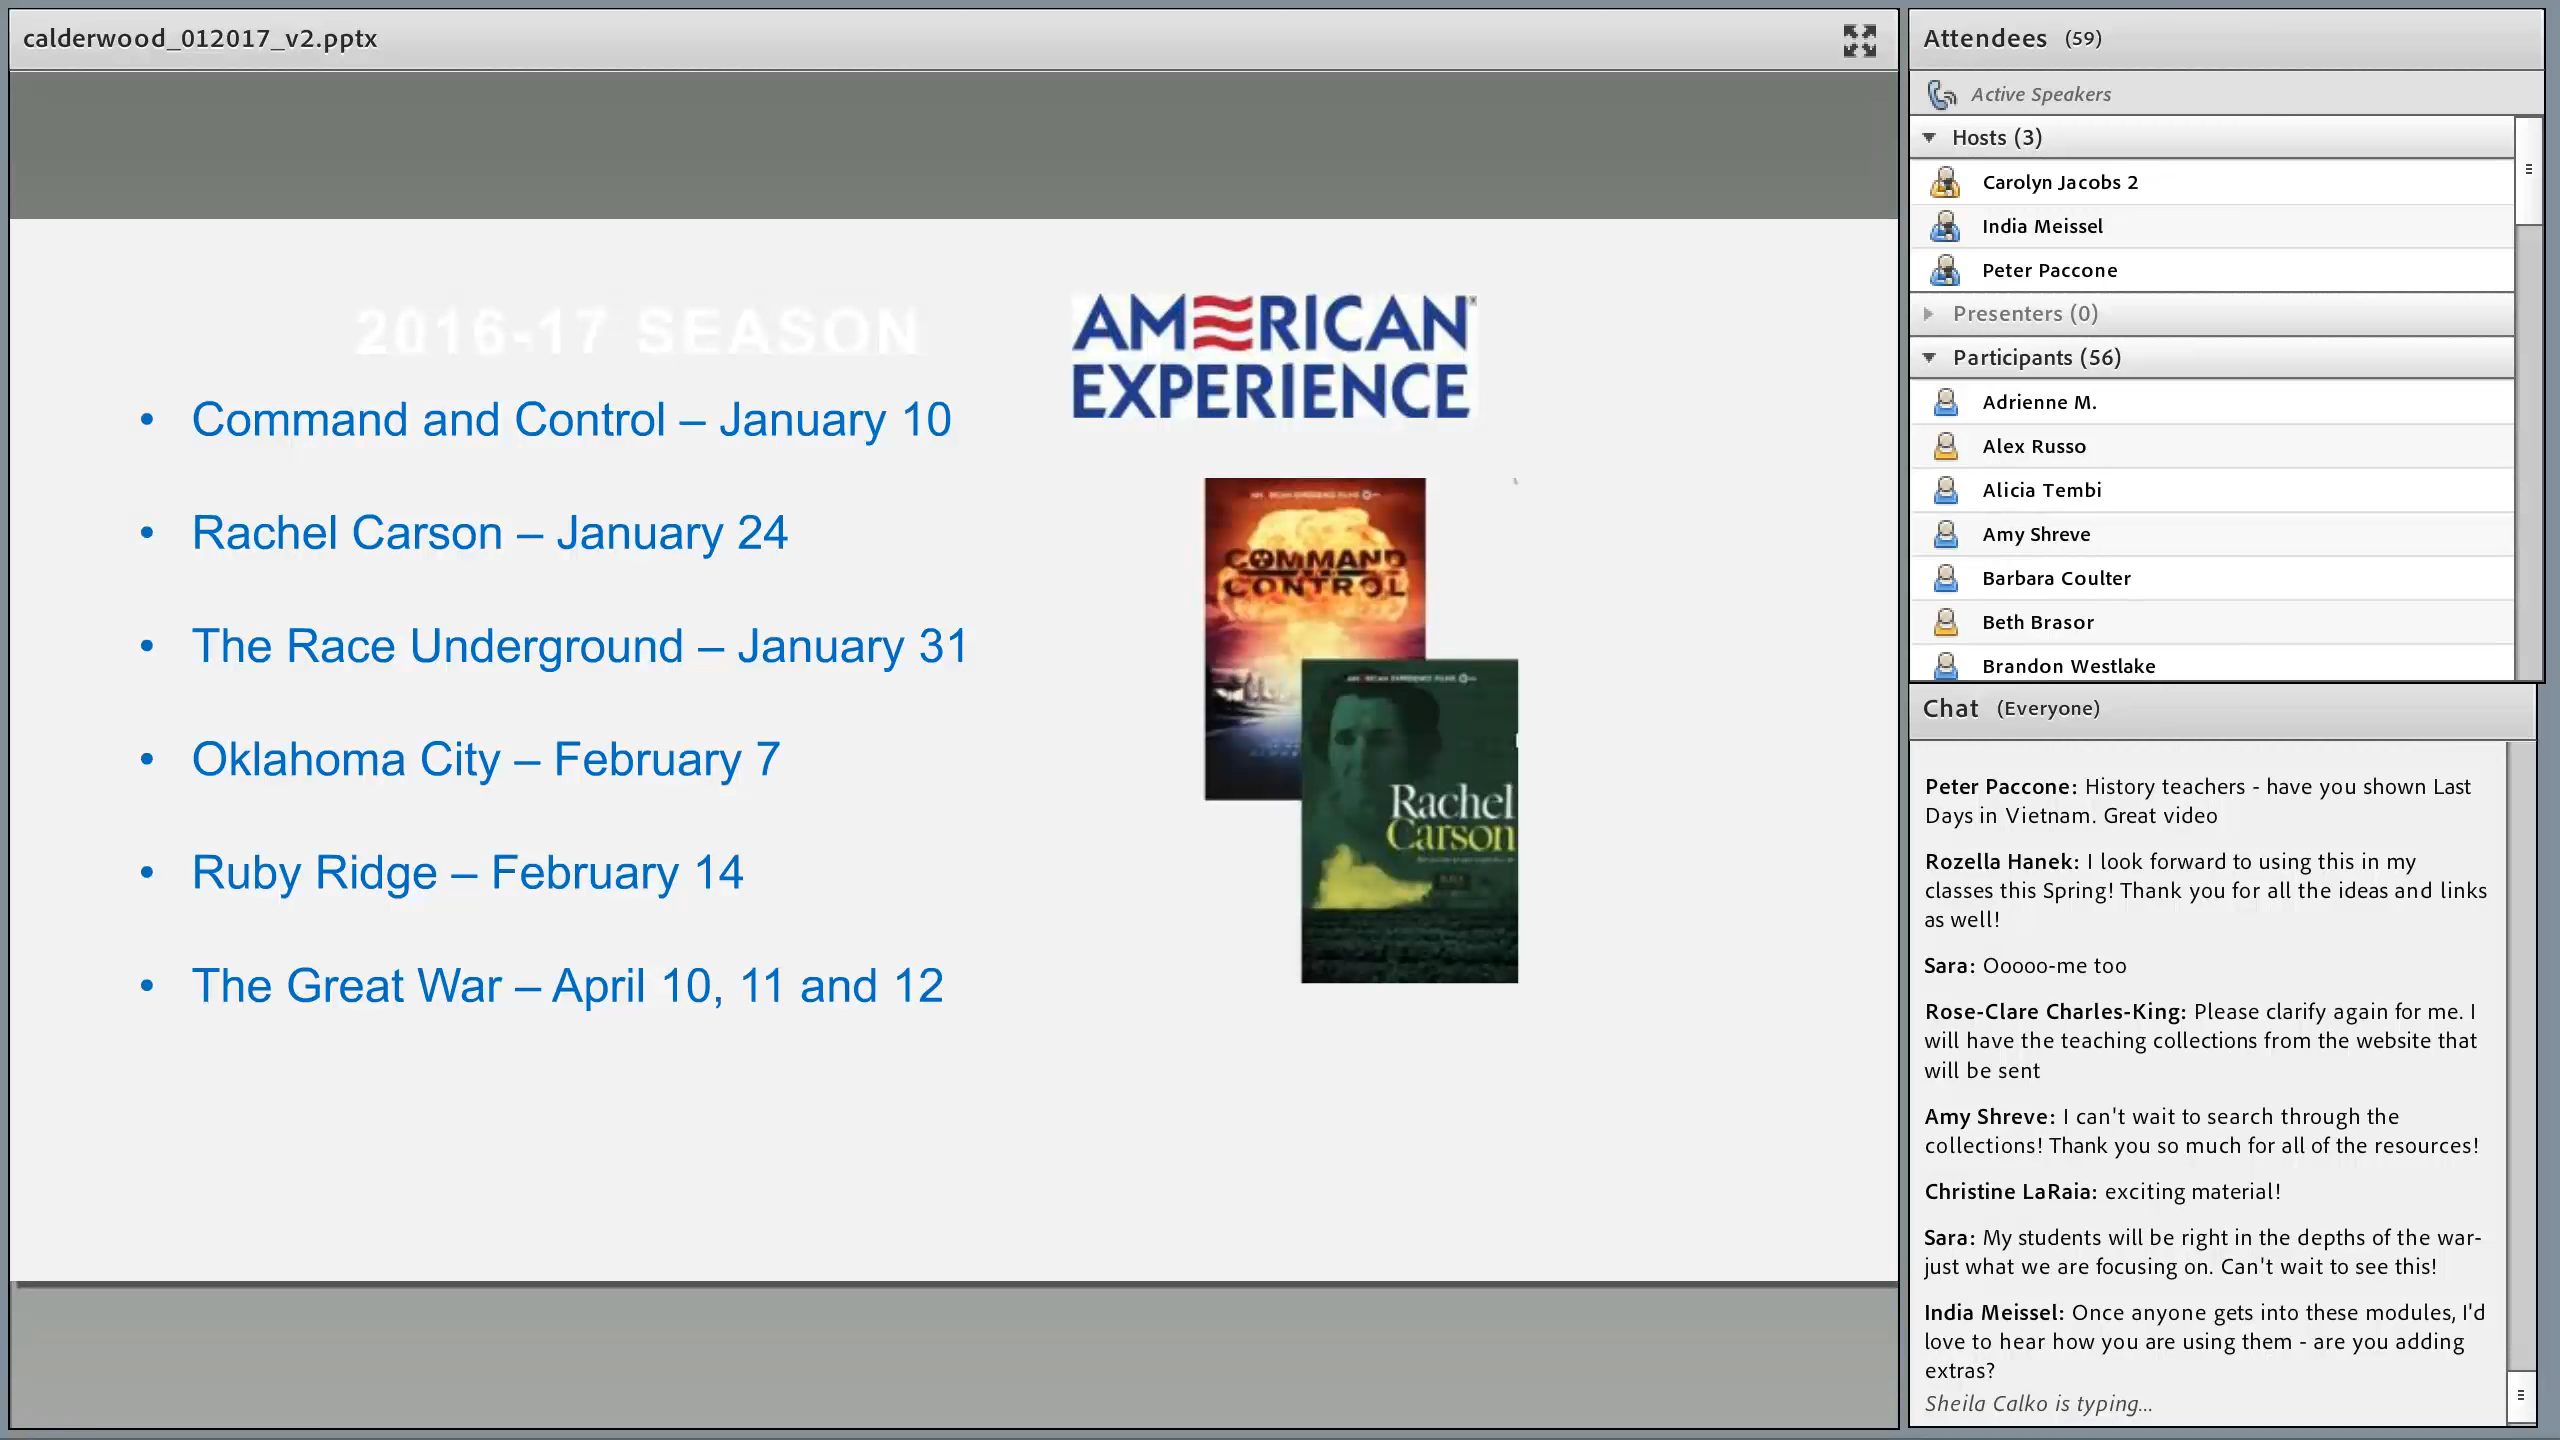 calderwood_012017_v2.pptx
2016-17 SEASON
AMERICAN
EXPERIENCE
• Command and Control – January 10
• Rachel Carson – January 24
• The Race Underground – January 31
• Oklahoma City – February 7
• Ruby Ridge – February 14
• The Great War – April 10, 11 and 12
COMMAND
CONTROL
Rachel
Carson
Attendees (59)
Active Speakers
Hosts (3)
Carolyn Jacobs 2
India Meissel
Peter Paccone
Presenters (0)
Participants (56)
Adrienne M.
Alex Russo
Alicia Tembi
Amy Shreve
Barbara Coulter
Beth Brasor
Brandon Westlake
Chat (Everyone)
Peter Paccone: History teachers - have you shown Last
Days in Vietnam. Great video
Rozella Hanek: I look forward to using this in my
classes this Spring! Thank you for all the ideas and links
as well!
Sara: Ooooo-me too
Rose-Clare Charles-King: Please clarify again for me. I
will have the teaching collections from the website that
will be sent
Amy Shreve: I can't wait to search through the
collections! Thank you so much for all of the resources!
Christine LaRaia: exciting material!
Sara: My students will be right in the depths of the war-
just what we are focusing on. Can't wait to see this!
India Meissel: Once anyone gets into these modules, I'd
love to hear how you are using them - are you adding
extras?
Sheila Calko is typing...